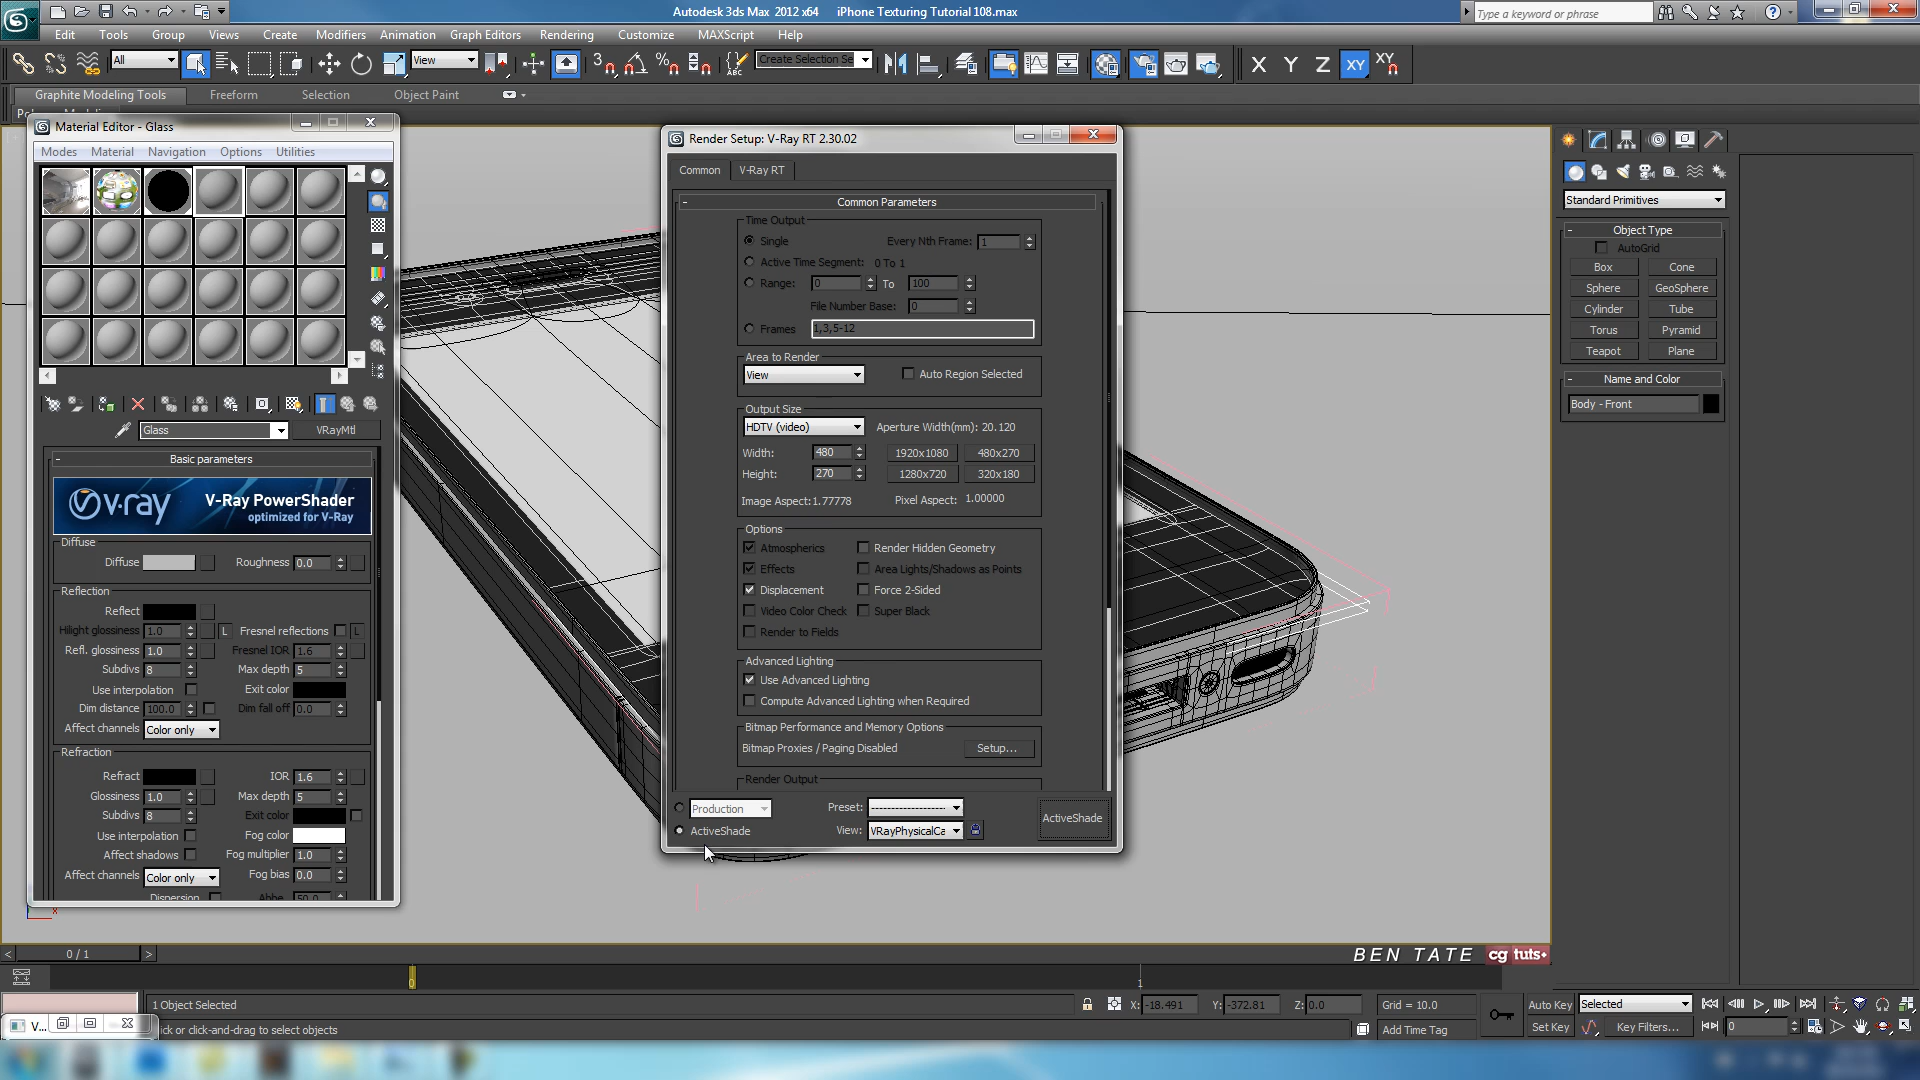 Autodesk 3ds Max 2012 x64 iPhone Texturing Tutorial 108.max
Type a keyword or phrase
Edit Tools Group Views Create Modifiers Animation Graph Editors Rendering Customize MAXScript Help
All View 3 Create Selection Se X Y Z XY XY
Graphite Modeling Tools Freeform Selection Object Paint
Material Editor - Glass
Modes Material Navigation Options Utilities
Glass VRayMtl
Basic parameters
v·ray V-Ray PowerShader
optimized for V-Ray
Diffuse
Diffuse Roughness 0.0
Reflection
Reflect
Hilight glossiness 1.0 L Fresnel reflections L
Refl. glossiness 1.0 Fresnel IOR 1.6
Subdivs 8 Max depth 5
Use interpolation Exit color
Dim distance 100.0 Dim fall off 0.0
Affect channels Color only
Refraction
Refract IOR 1.6
Glossiness 1.0 Max depth 5
Subdivs 8 Exit color
Use interpolation Fog color
Affect shadows Fog multiplier 1.0
Affect channels Color only Fog bias 0.0
Dispersion Abbe 50.0
Render Setup: V-Ray RT 2.30.02
Common V-Ray RT
- Common Parameters
Time Output
Single Every Nth Frame: 1
Active Time Segment: 0 To 1
Range: 0 To 100
File Number Base: 0
Frames 1,3,5-12
Area to Render
View Auto Region Selected
Output Size
HDTV (video) Aperture Width(mm): 20.120
Width: 480 1920x1080 480x270
Height: 270 1280x720 320x180
Image Aspect: 1.77778 Pixel Aspect: 1.00000
Options
Atmospherics Render Hidden Geometry
Effects Area Lights/Shadows as Points
Displacement Force 2-Sided
Video Color Check Super Black
Render to Fields
Advanced Lighting
Use Advanced Lighting
Compute Advanced Lighting when Required
Bitmap Performance and Memory Options
Bitmap Proxies / Paging Disabled Setup...
Render Output
Production Preset: --------------------
ActiveShade View: VRayPhysicalCa ActiveShade
Standard Primitives
- Object Type
AutoGrid
Box Cone
Sphere GeoSphere
Cylinder Tube
Torus Pyramid
Teapot Plane
- Name and Color
Body - Front
< 0 / 1 >
BEN TATE cg tuts+
0 1
1 Object Selected X: -18.491 Y: -372.81 Z: 0.0 Grid = 10.0 Auto Key Selected
V... ick or click-and-drag to select objects Add Time Tag Set Key Key Filters... 0